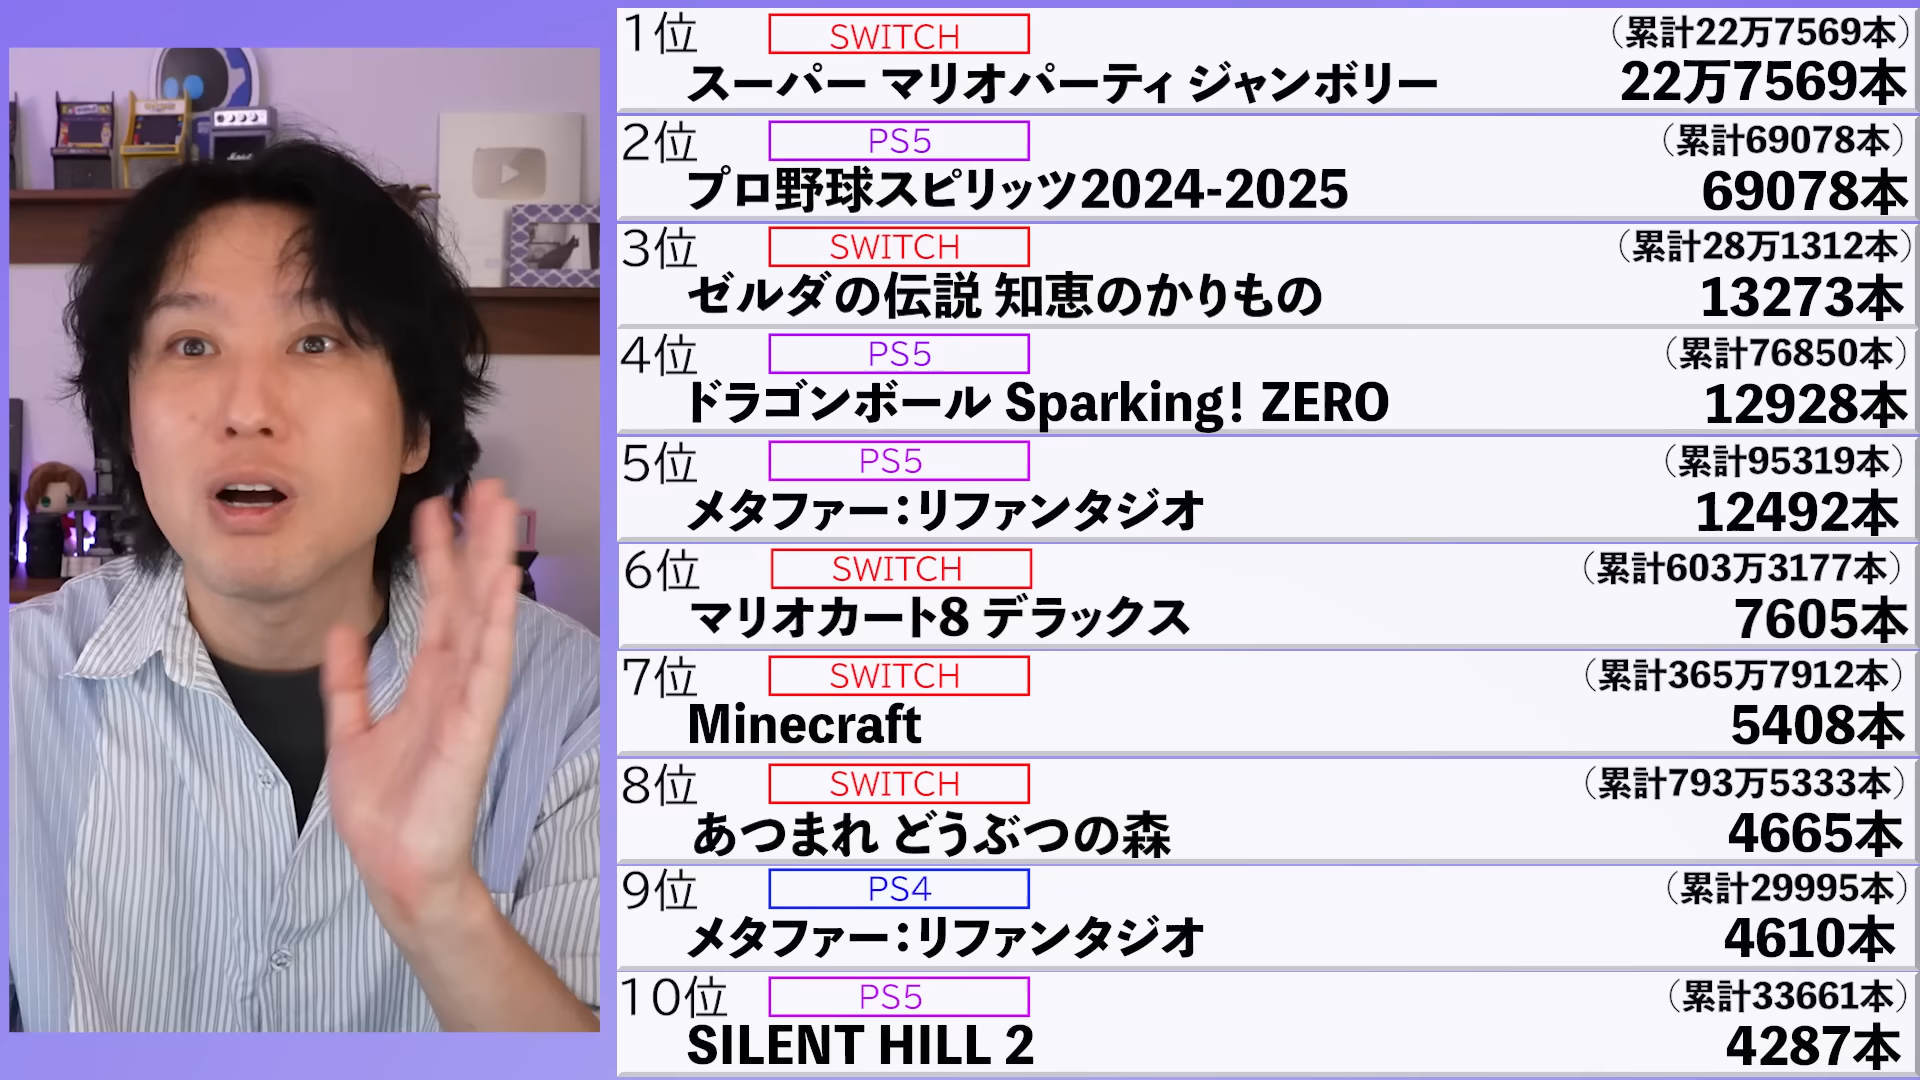 1位 SWITCH (累計22万7569本)
スーパー マリオパーティ ジャンボリー 22万7569本
2位 PS5 (累計69078本)
プロ野球スピリッツ2024-2025 69078本
3位 SWITCH (累計28万1312本)
ゼルダの伝説 知恵のかりもの 13273本
4位 PS5 (累計76850本)
ドラゴンボール Sparking! ZERO 12928本
5位 PS5 (累計95319本)
メタファー：リファンタジオ 12492本
6位 SWITCH (累計603万3177本)
マリオカート8 デラックス 7605本
7位 SWITCH (累計365万7912本)
Minecraft 5408本
8位 SWITCH (累計793万5333本)
あつまれ どうぶつの森 4665本
9位 PS4 (累計29995本)
メタファー：リファンタジオ 4610本
10位 PS5 (累計33661本)
SILENT HILL 2 4287本
Marshall